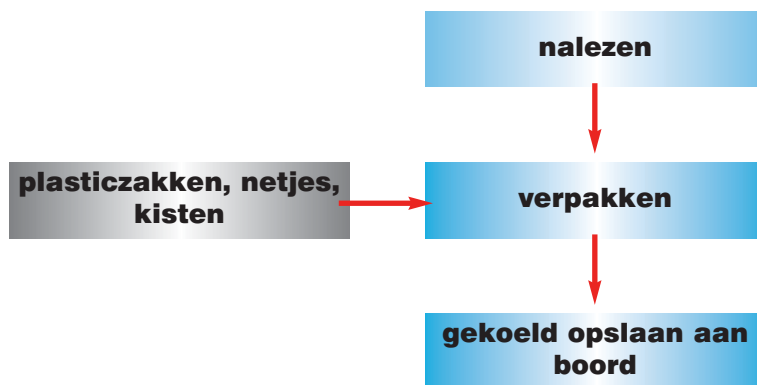 nalezen
plasticzakken, netjes,
kisten
verpakken
gekoeld opslaan aan
boord